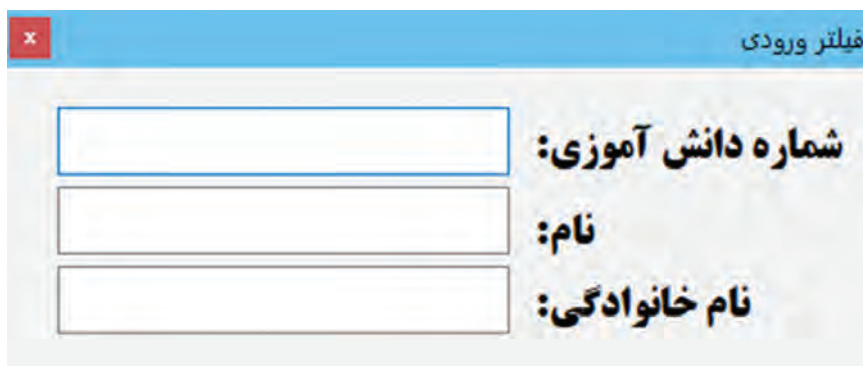 فیلتر ورودی
x
شماره دانش آموزی:
نام:
نام خانوادگی: